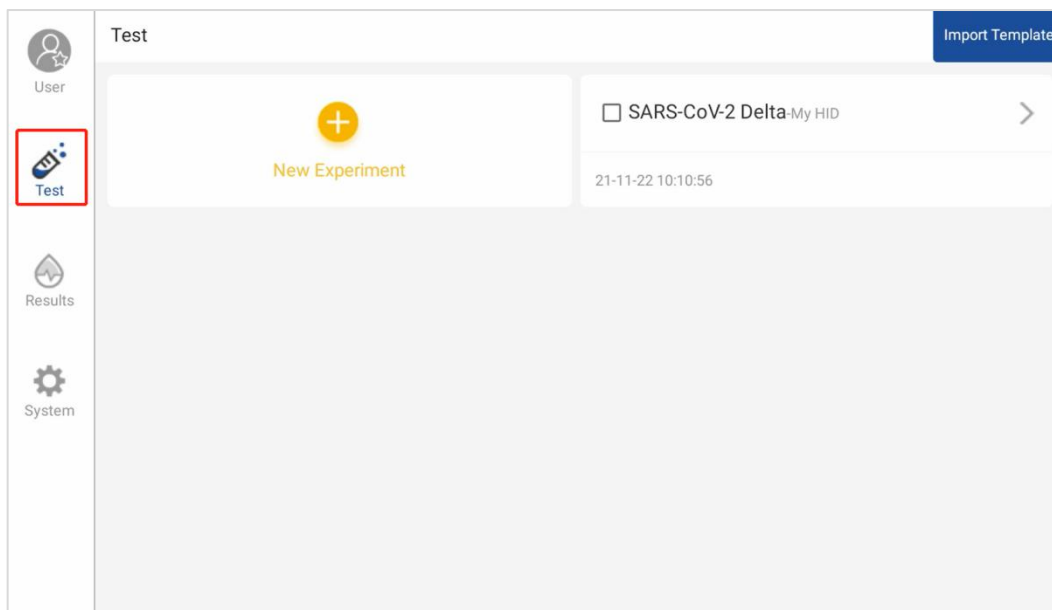 User
Test
Results
System
Test
Import Template
New Experiment
SARS-CoV-2 Delta-My HID
21-11-22 10:10:56